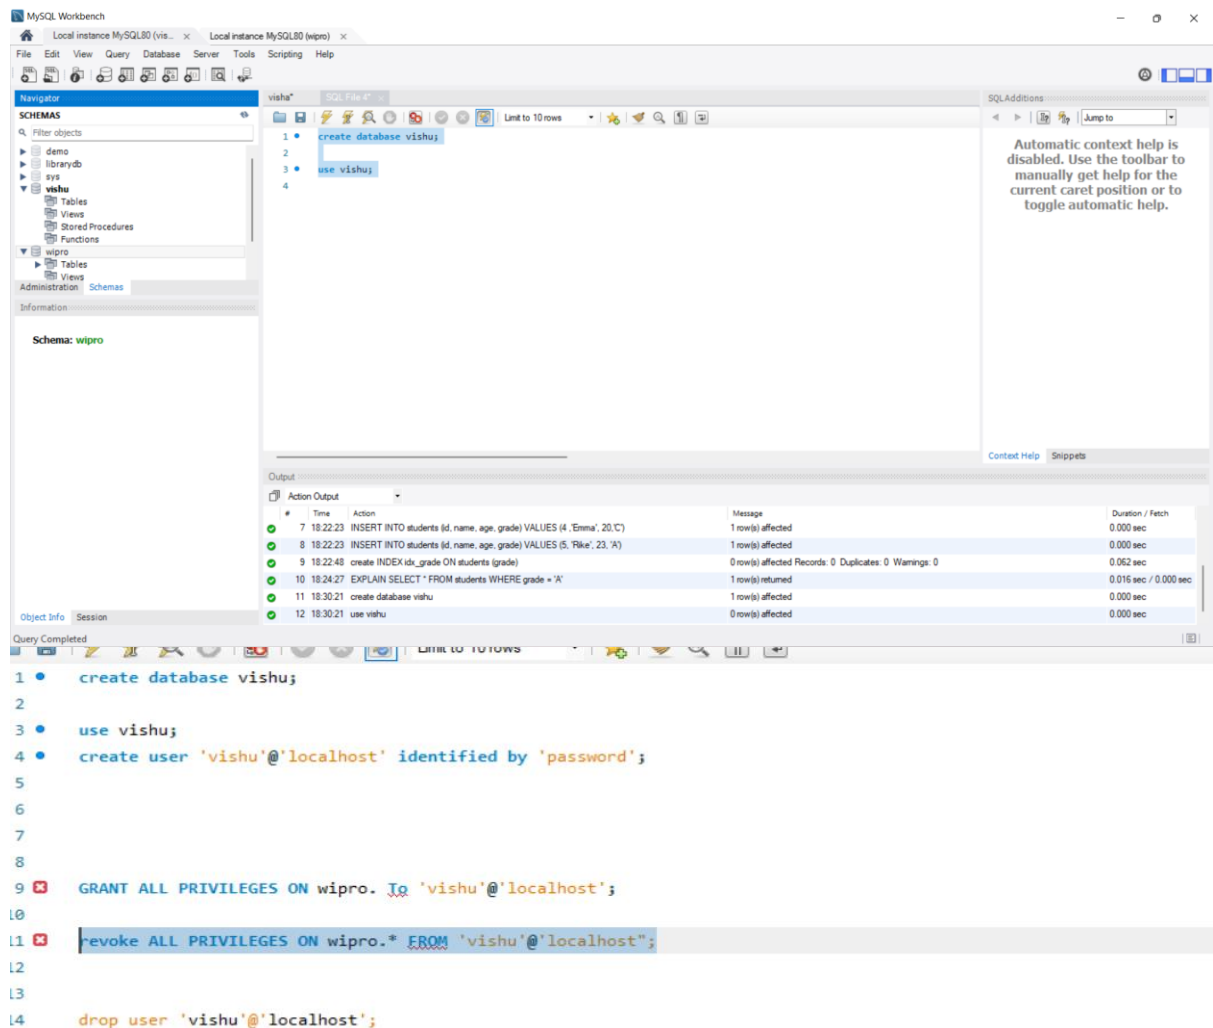 MySQL Workbench
Local instance MySQL80 (vis... × Local instance MySQL80 (wipro) ×
File Edit View Query Database Server Tools Scripting Help
Navigator
SCHEMAS
Filter objects
demo
librarydb
sys
vishu
Tables
Views
Stored Procedures
Functions
wipro
Tables
Views
Administration Schemas
Information
Schema: wipro
Object Info Session
visha* SQL File 4* ×
Limit to 10 rows
1 create database vishu;
2
3 use vishu;
4
SQLAdditions
Jump to
Automatic context help is
disabled. Use the toolbar to
manually get help for the
current caret position or to
toggle automatic help.
Context Help Snippets
Output
Action Output
# Time Action Message Duration / Fetch
7 18:22:23 INSERT INTO students (id, name, age, grade) VALUES (4 ,'Emma', 20,'C') 1 row(s) affected 0.000 sec
8 18:22:23 INSERT INTO students (id, name, age, grade) VALUES (5, 'Rike', 23, 'A') 1 row(s) affected 0.000 sec
9 18:22:48 create INDEX idx_grade ON students (grade) 0 row(s) affected Records: 0 Duplicates: 0 Warnings: 0 0.062 sec
10 18:24:27 EXPLAIN SELECT * FROM students WHERE grade = 'A' 1 row(s) returned 0.016 sec / 0.000 sec
11 18:30:21 create database vishu 1 row(s) affected 0.000 sec
12 18:30:21 use vishu 0 row(s) affected 0.000 sec
Query Completed
Limit to 10 rows
1 create database vishu;
2
3 use vishu;
4 create user 'vishu'@'localhost' identified by 'password';
5
6
7
8
9 GRANT ALL PRIVILEGES ON wipro. To 'vishu'@'localhost';
10
11 revoke ALL PRIVILEGES ON wipro.* FROM 'vishu'@'localhost";
12
13
14 drop user 'vishu'@'localhost';